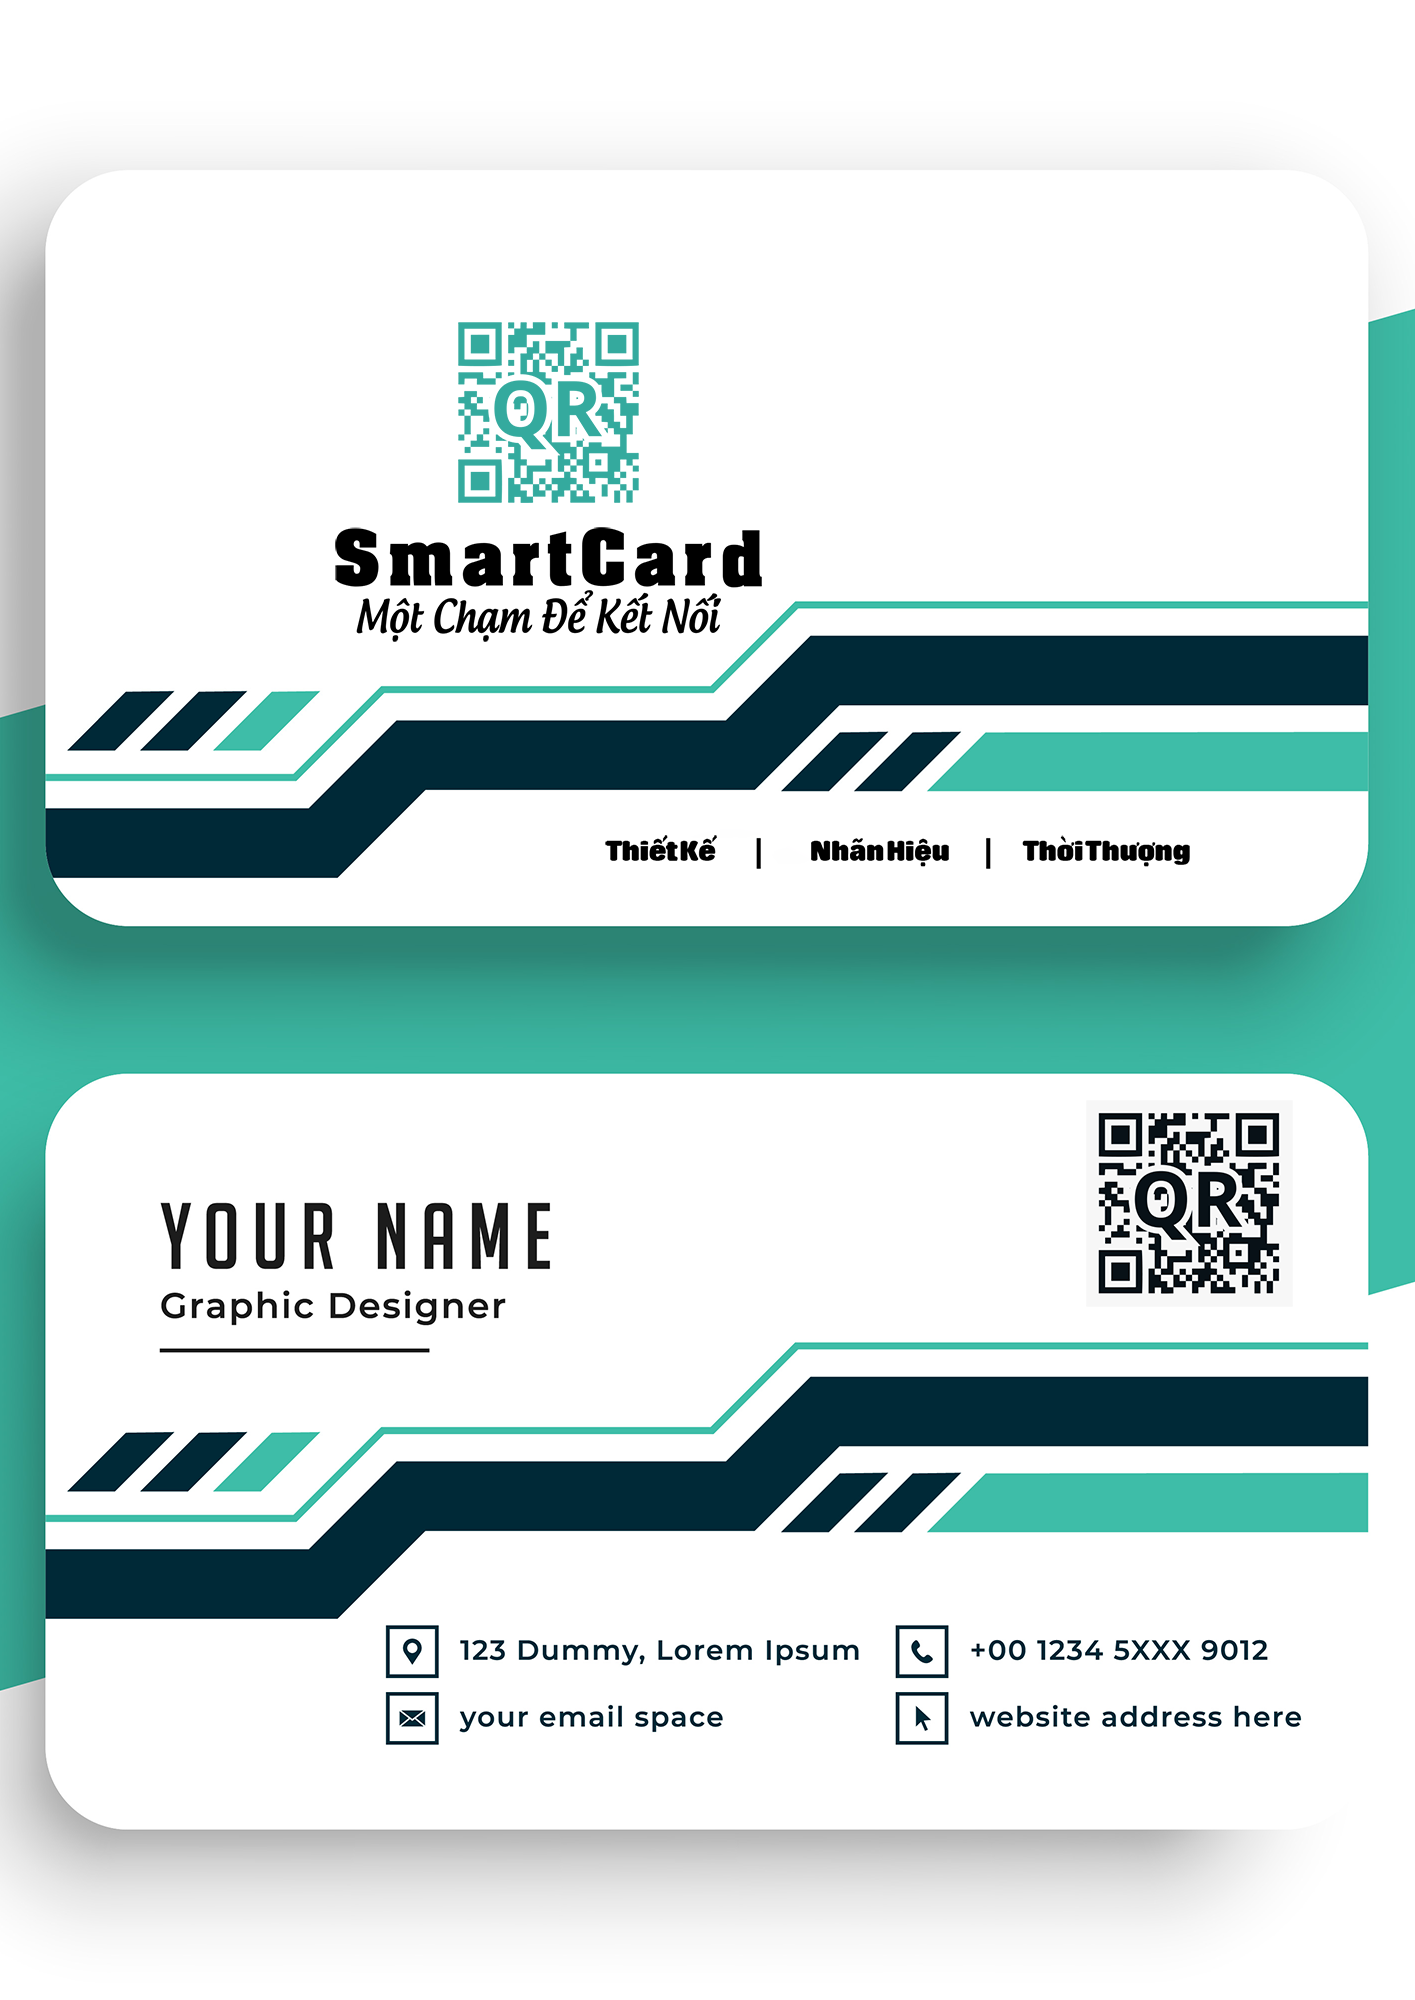 QR
SmartCard
Một Chạm Để Kết Nối
Thiết Kế | Nhãn Hiệu | Thời Thượng
QR
YOUR NAME
Graphic Designer
123 Dummy, Lorem Ipsum
+00 1234 5XXX 9012
your email space
website address here